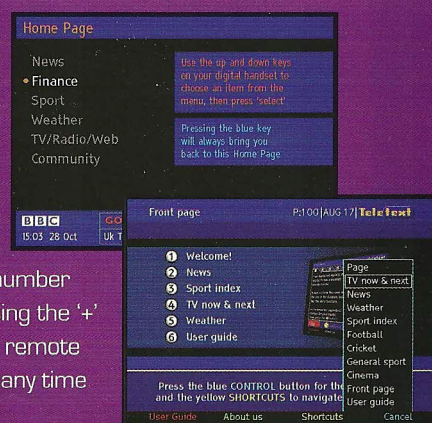 Home Page
News
Finance
Sport
Weather
TV/Radio/Web
Community
Use the up and down keys
on your digital handset to
choose an item from the
menu, then press 'select'
Pressing the blue key
will always bring you
back to this Home Page
BBC
15:03 28 Oct
Uk T
number
ing the '+'
remote
any time
Front page
P:100 AUG 17 Teletext
1 Welcome!
2 News
3 Sport index
4 TV now & next
5 Weather
6 User guide
Page
TV now & next
News
Weather
Sport index
Football
Cricket
General sport
Cinema
Front page
User guide
Press the blue CONTROL button for the
and the yellow SHORTCUTS to navigate
User Guide About us Shortcuts Cancel